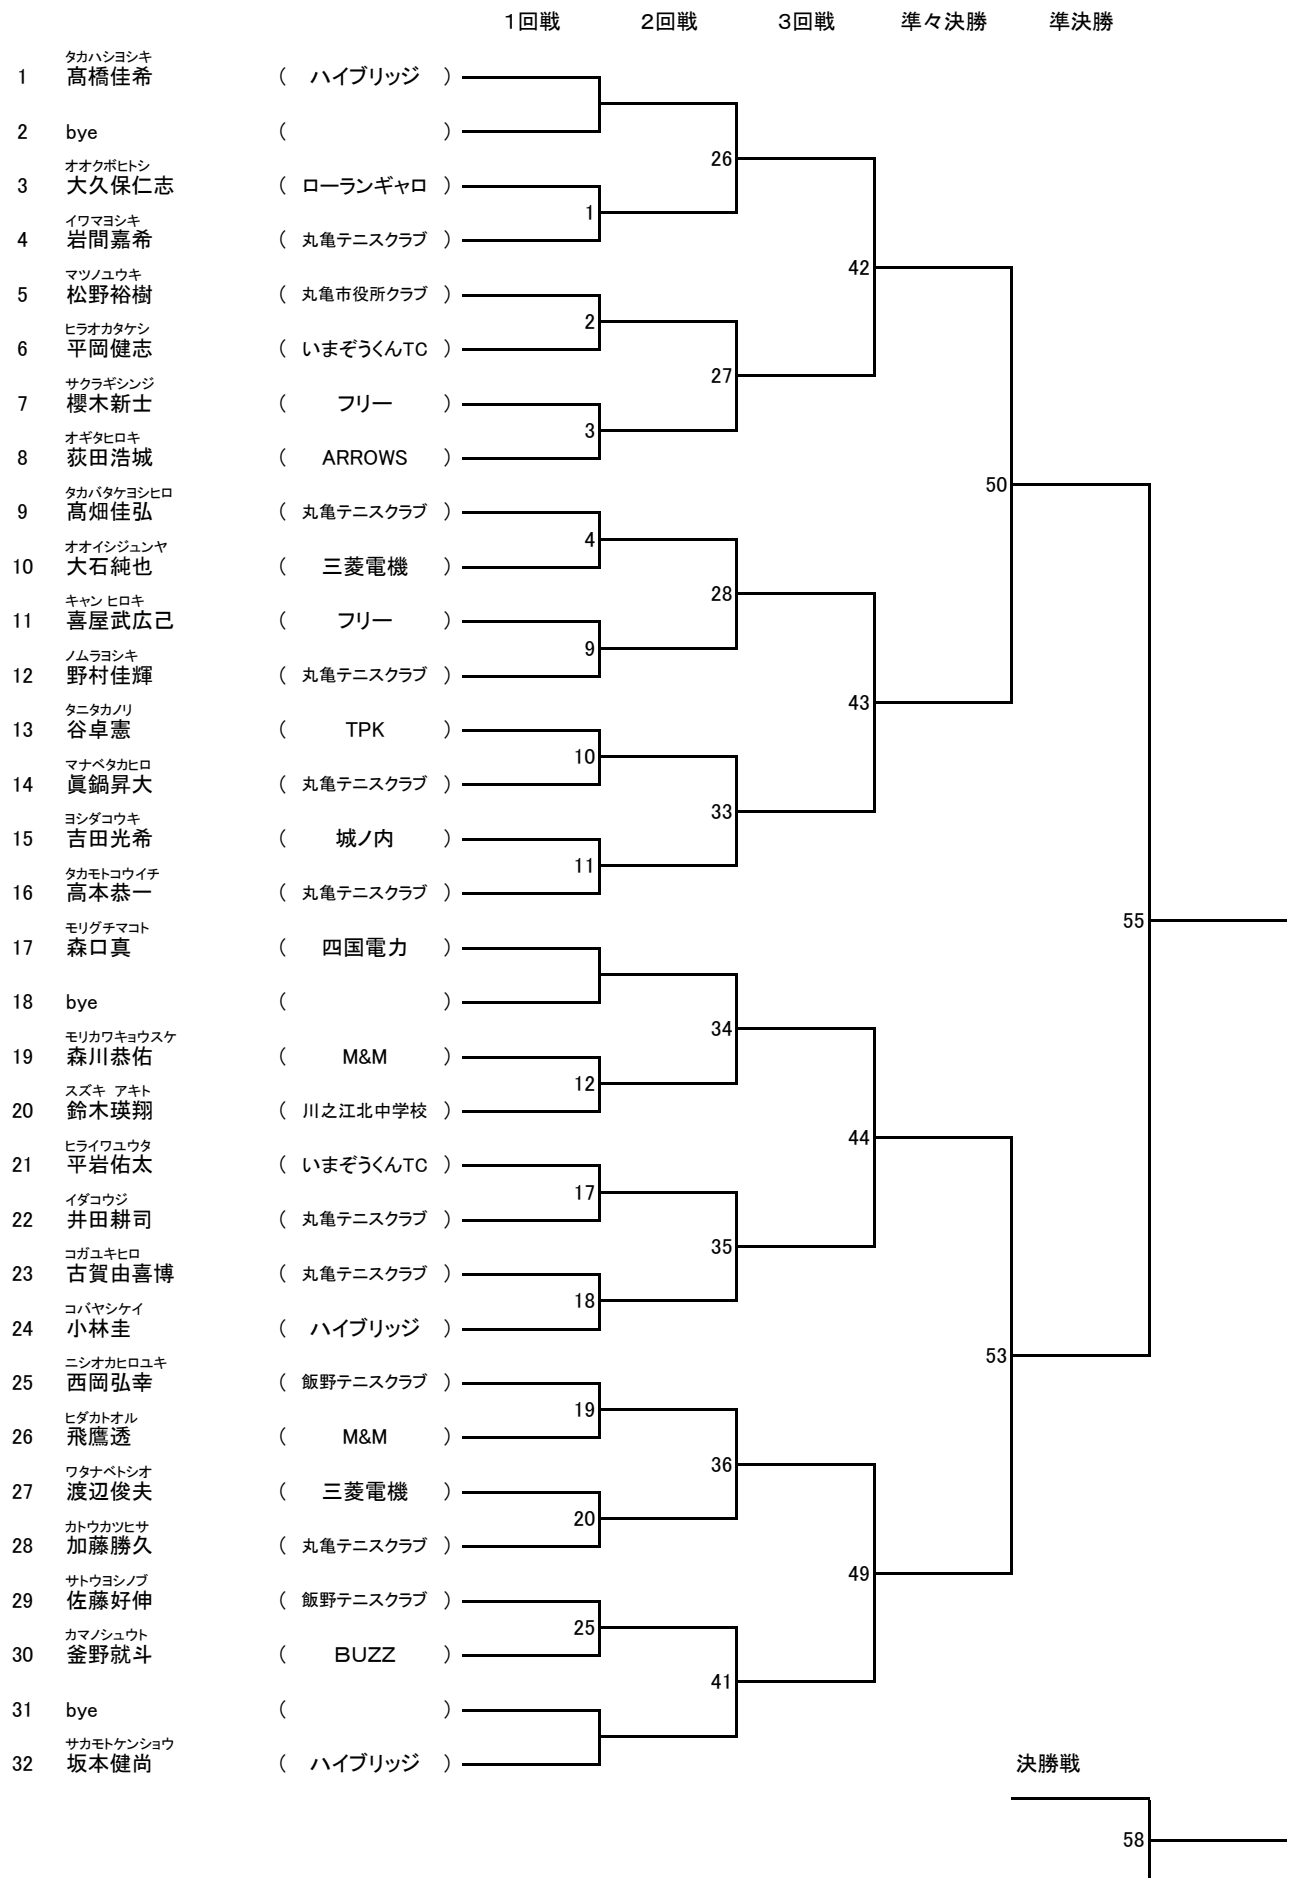 1回戦 2回戦 3回戦 準々決勝 準決勝
タカハシヨシキ
1 髙橋佳希 ( ハイブリッジ )
2 bye ( )
26
オオクボヒトシ
3 大久保仁志 ( ローランギャロ )
1
イワマヨシキ
4 岩間嘉希 ( 丸亀テニスクラブ )
42
マツノユウキ
5 松野裕樹 ( 丸亀市役所クラブ )
2
ヒラオカタケシ
6 平岡健志 ( いまぞうくんTC )
27
サクラギシンジ
7 櫻木新士 ( フリー )
3
オギタヒロキ
8 荻田浩城 ( ARROWS )
50
タカバタケヨシヒロ
9 髙畑佳弘 ( 丸亀テニスクラブ )
4
オオイシジュンヤ
10 大石純也 ( 三菱電機 )
28
キャン ヒロキ
11 喜屋武広己 ( フリー )
9
ノムラヨシキ
12 野村佳輝 ( 丸亀テニスクラブ )
43
タニタカノリ
13 谷卓憲 ( TPK )
10
マナベタカヒロ
14 眞鍋昇大 ( 丸亀テニスクラブ )
33
ヨシダコウキ
15 吉田光希 ( 城ノ内 )
11
タカモトコウイチ
16 高本恭一 ( 丸亀テニスクラブ )
55
モリグチマコト
17 森口真 ( 四国電力 )
18 bye ( )
34
モリカワキョウスケ
19 森川恭佑 ( M&M )
12
スズキ アキト
20 鈴木瑛翔 ( 川之江北中学校 )
44
ヒライワユウタ
21 平岩佑太 ( いまぞうくんTC )
17
イダコウジ
22 井田耕司 ( 丸亀テニスクラブ )
35
コガユキヒロ
23 古賀由喜博 ( 丸亀テニスクラブ )
18
コバヤシケイ
24 小林圭 ( ハイブリッジ )
53
ニシオカヒロユキ
25 西岡弘幸 ( 飯野テニスクラブ )
19
ヒダカトオル
26 飛鷹透 ( M&M )
36
ワタナベトシオ
27 渡辺俊夫 ( 三菱電機 )
20
カトウカツヒサ
28 加藤勝久 ( 丸亀テニスクラブ )
49
サトウヨシノブ
29 佐藤好伸 ( 飯野テニスクラブ )
25
カマノシュウト
30 釜野就斗 ( BUZZ )
41
31 bye ( )
サカモトケンショウ
32 坂本健尚 ( ハイブリッジ )
決勝戦
58